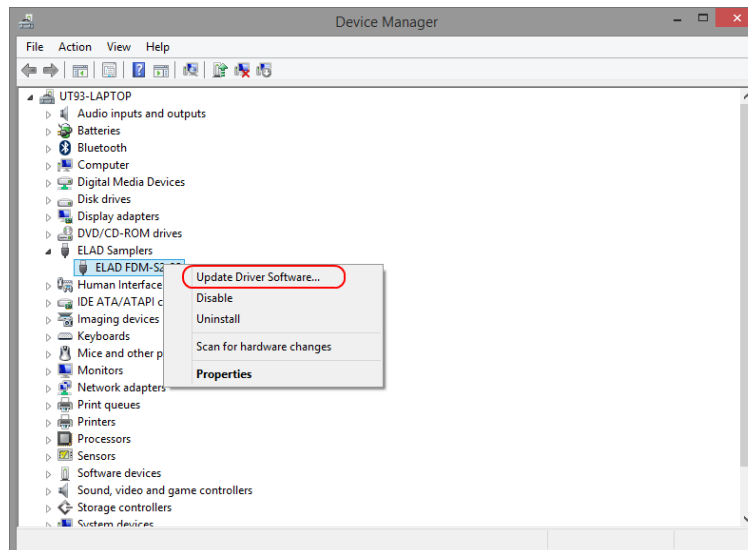 Device Manager
File Action View Help
UT93-LAPTOP
Audio inputs and outputs
Batteries
Bluetooth
Computer
Digital Media Devices
Disk drives
Display adapters
DVD/CD-ROM drives
ELAD Samplers
ELAD FDM-S2
Update Driver Software...
Human Interface
Disable
IDE ATA/ATAPI c
Imaging devices
Uninstall
Keyboards
Mice and other p
Scan for hardware changes
Monitors
Properties
Network adapters
Print queues
Printers
Processors
Sensors
Software devices
Sound, video and game controllers
Storage controllers
System devices